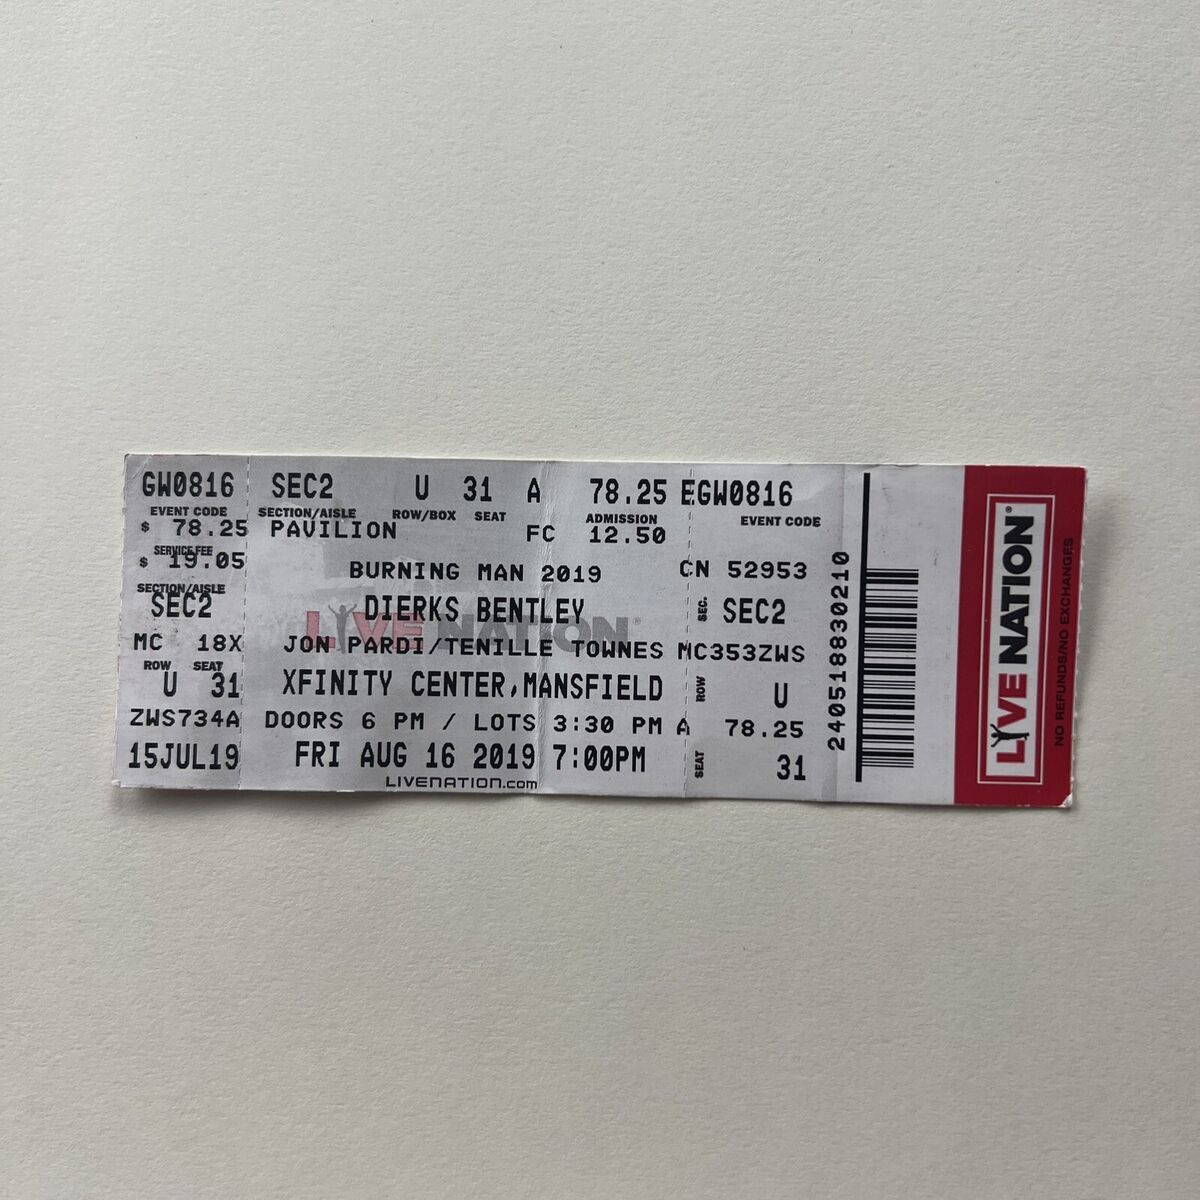 GW0816 SEC2 U 31 A 78.25 EGW0816
EVENT CODE SECTION/AISLE ROW/BOX SEAT ADMISSION EVENT CODE
$ 78.25 PAVILION FC 12.50
SERVICE FEE
$ 19.05 BURNING MAN 2019 CN 52953
SECTION/AISLE
SEC2 DIERKS BENTLEY SEC. SEC2
LIVE NATION®
MC 18X JON PARDI/TENILLE TOWNES MC353ZWS
ROW SEAT
U 31 XFINITY CENTER,MANSFIELD ROW U
ZWS734A DOORS 6 PM / LOTS 3:30 PM A 78.25
15JUL19 FRI AUG 16 2019 7:00PM SEAT 31
LIVENATION.com
2405188830210
LIVE NATION®
NO REFUNDS/NO EXCHANGES